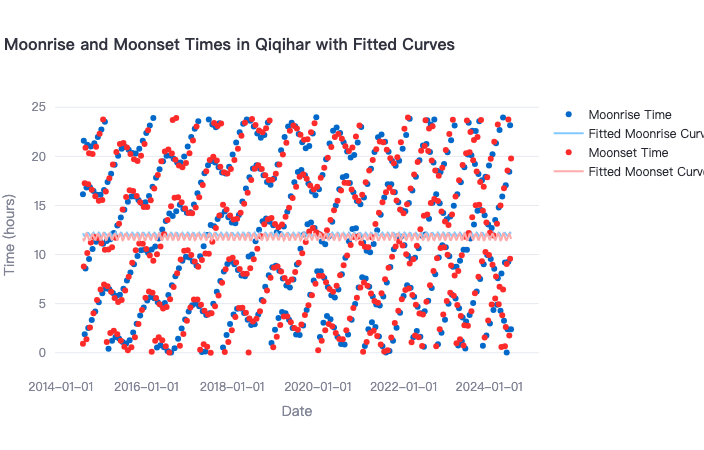 Moonrise and Moonset Times in Qiqihar with Fitted Curves
25
20
15
10
5
0
Time (hours)
2014-01-01
2016-01-01
2018-01-01
2020-01-01
2022-01-01
2024-01-01
Date
Moonrise Time
Fitted Moonrise Curv
Moonset Time
Fitted Moonset Curv